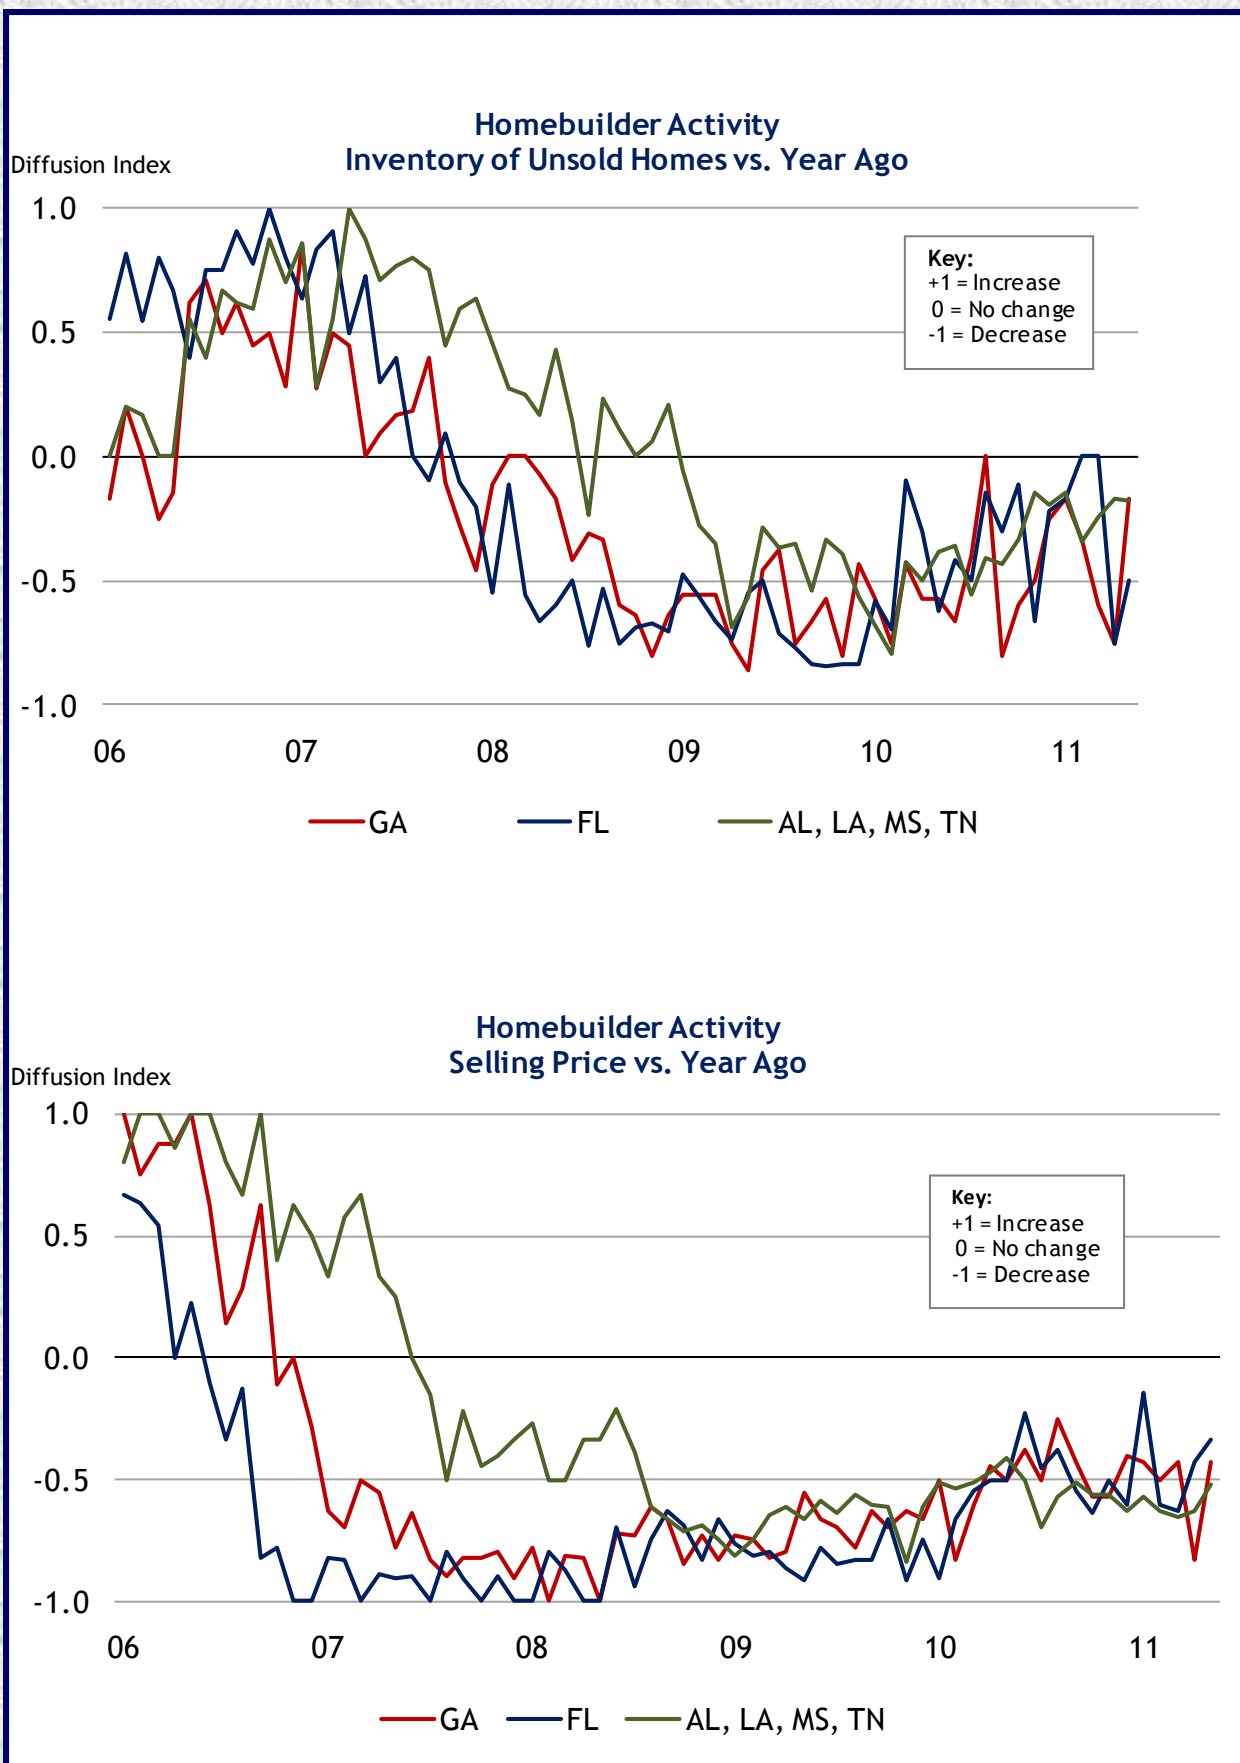 Homebuilder Activity
Inventory of Unsold Homes vs. Year Ago
Diffusion Index
1.0
0.5
0.0
-0.5
-1.0
Key:
+1 = Increase
0 = No change
-1 = Decrease
06 07 08 09 10 11
GA FL AL, LA, MS, TN
Homebuilder Activity
Selling Price vs. Year Ago
Diffusion Index
1.0
0.5
0.0
-0.5
-1.0
Key:
+1 = Increase
0 = No change
-1 = Decrease
06 07 08 09 10 11
GA FL AL, LA, MS, TN